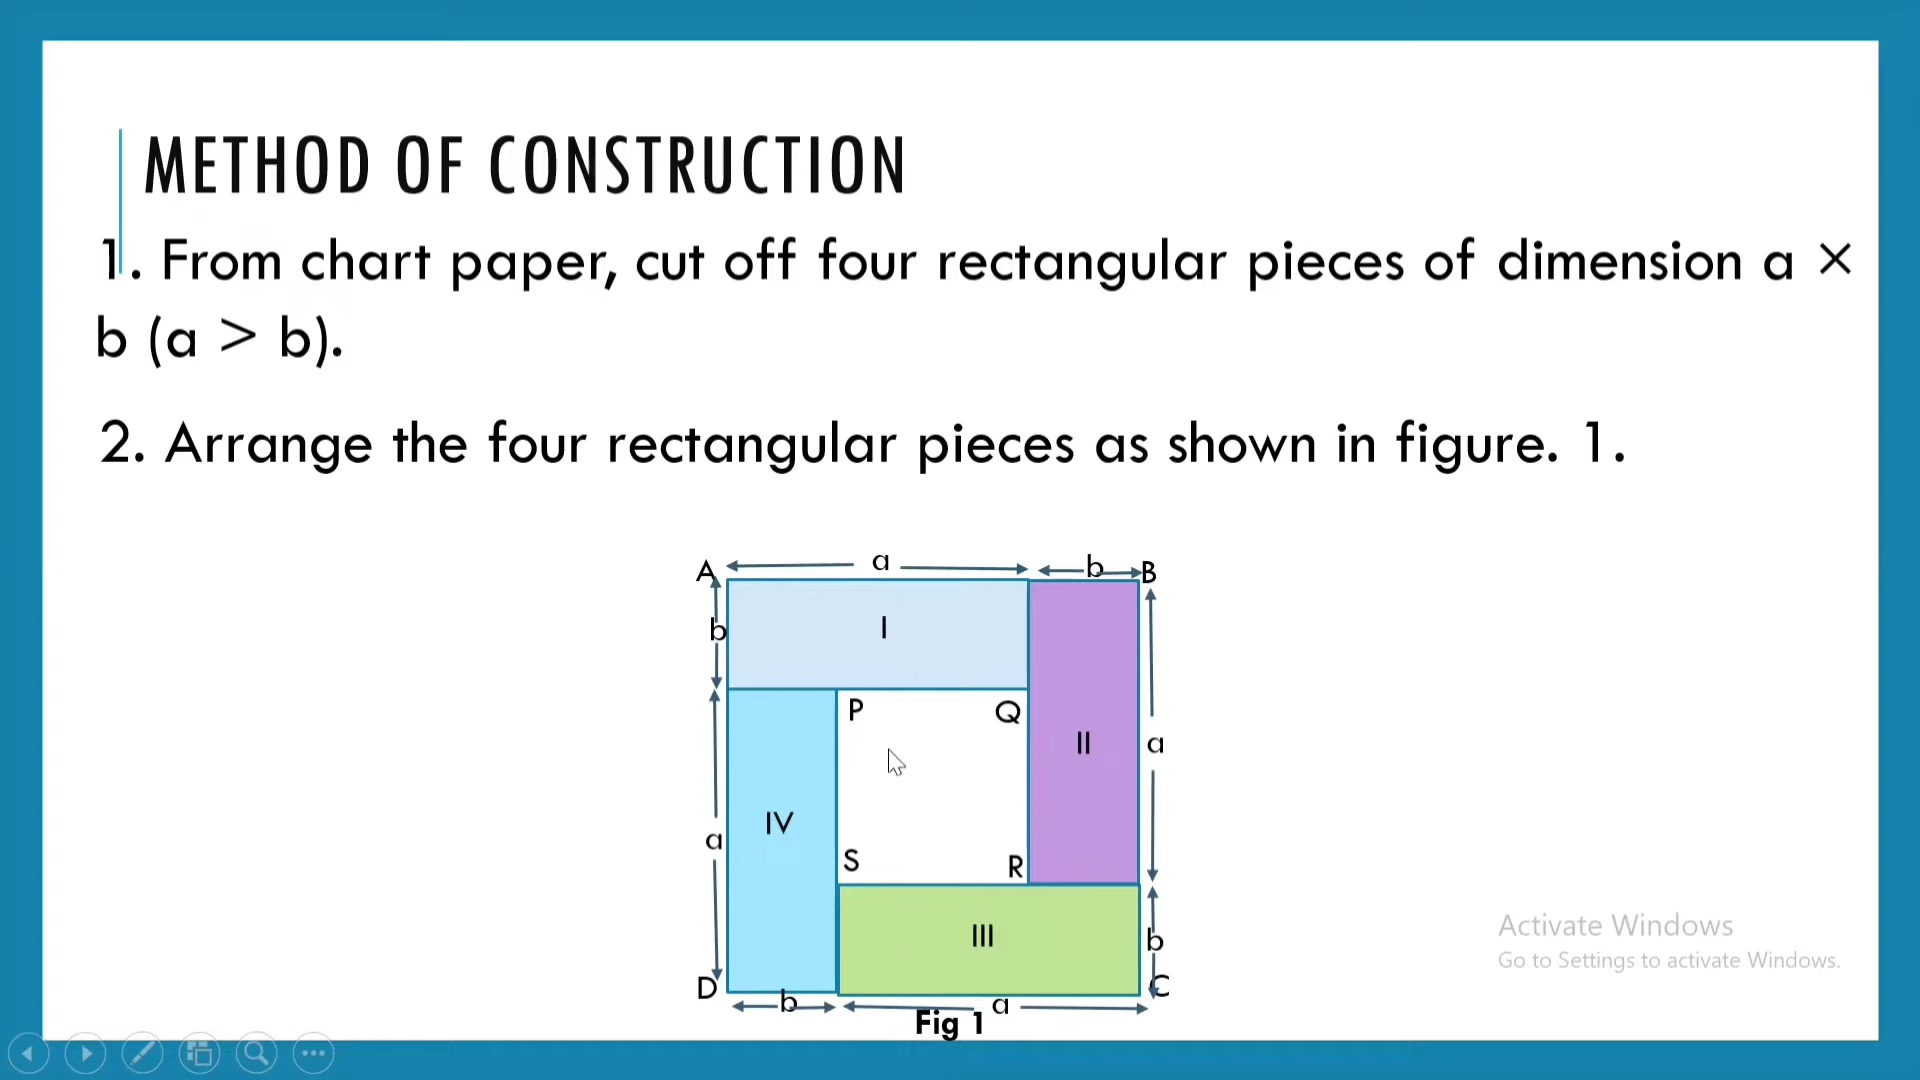 METHOD OF CONSTRUCTION
1. From chart paper, cut off four rectangular pieces of dimension a ×
b (a > b).
2. Arrange the four rectangular pieces as shown in figure. 1.
A a b B
b I
P Q
II a
IV
a S R
III b
D b a C
Fig 1
Activate Windows
Go to Settings to activate Windows.